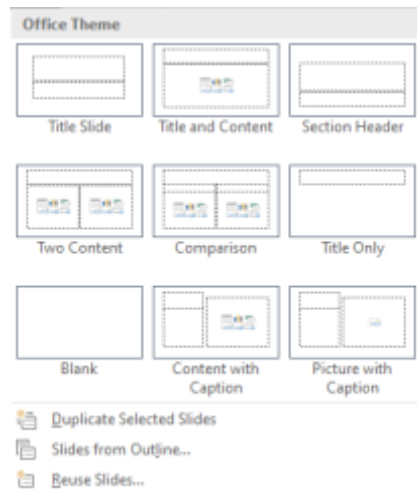 Office Theme
Title Slide
Title and Content
Section Header
Two Content
Comparison
Title Only
Blank
Content with
Caption
Picture with
Caption
Duplicate Selected Slides
Slides from Outline...
Reuse Slides...